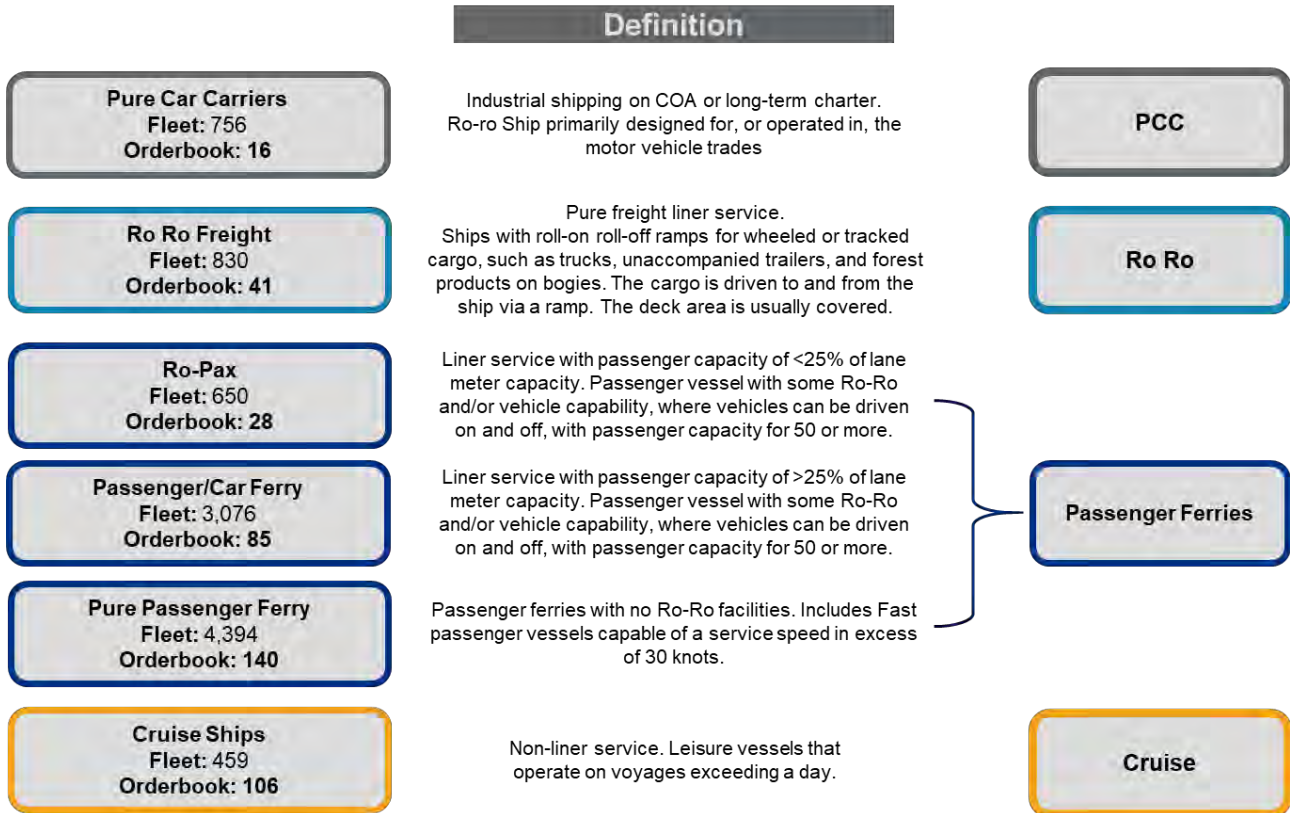 Definition
Pure Car Carriers
Fleet: 756
Orderbook: 16
Industrial shipping on COA or long-term charter.
Ro-ro Ship primarily designed for, or operated in, the
motor vehicle trades
PCC
Ro Ro Freight
Fleet: 830
Orderbook: 41
Pure freight liner service.
Ships with roll-on roll-off ramps for wheeled or tracked
cargo, such as trucks, unaccompanied trailers, and forest
products on bogies. The cargo is driven to and from the
ship via a ramp. The deck area is usually covered.
Ro Ro
Ro-Pax
Fleet: 650
Orderbook: 28
Liner service with passenger capacity of <25% of lane
meter capacity. Passenger vessel with some Ro-Ro
and/or vehicle capability, where vehicles can be driven
on and off, with passenger capacity for 50 or more.
Passenger/Car Ferry
Fleet: 3,076
Orderbook: 85
Liner service with passenger capacity of >25% of lane
meter capacity. Passenger vessel with some Ro-Ro
and/or vehicle capability, where vehicles can be driven
on and off, with passenger capacity for 50 or more.
Passenger Ferries
Pure Passenger Ferry
Fleet: 4,394
Orderbook: 140
Passenger ferries with no Ro-Ro facilities. Includes Fast
passenger vessels capable of a service speed in excess
of 30 knots.
Cruise Ships
Fleet: 459
Orderbook: 106
Non-liner service. Leisure vessels that
operate on voyages exceeding a day.
Cruise